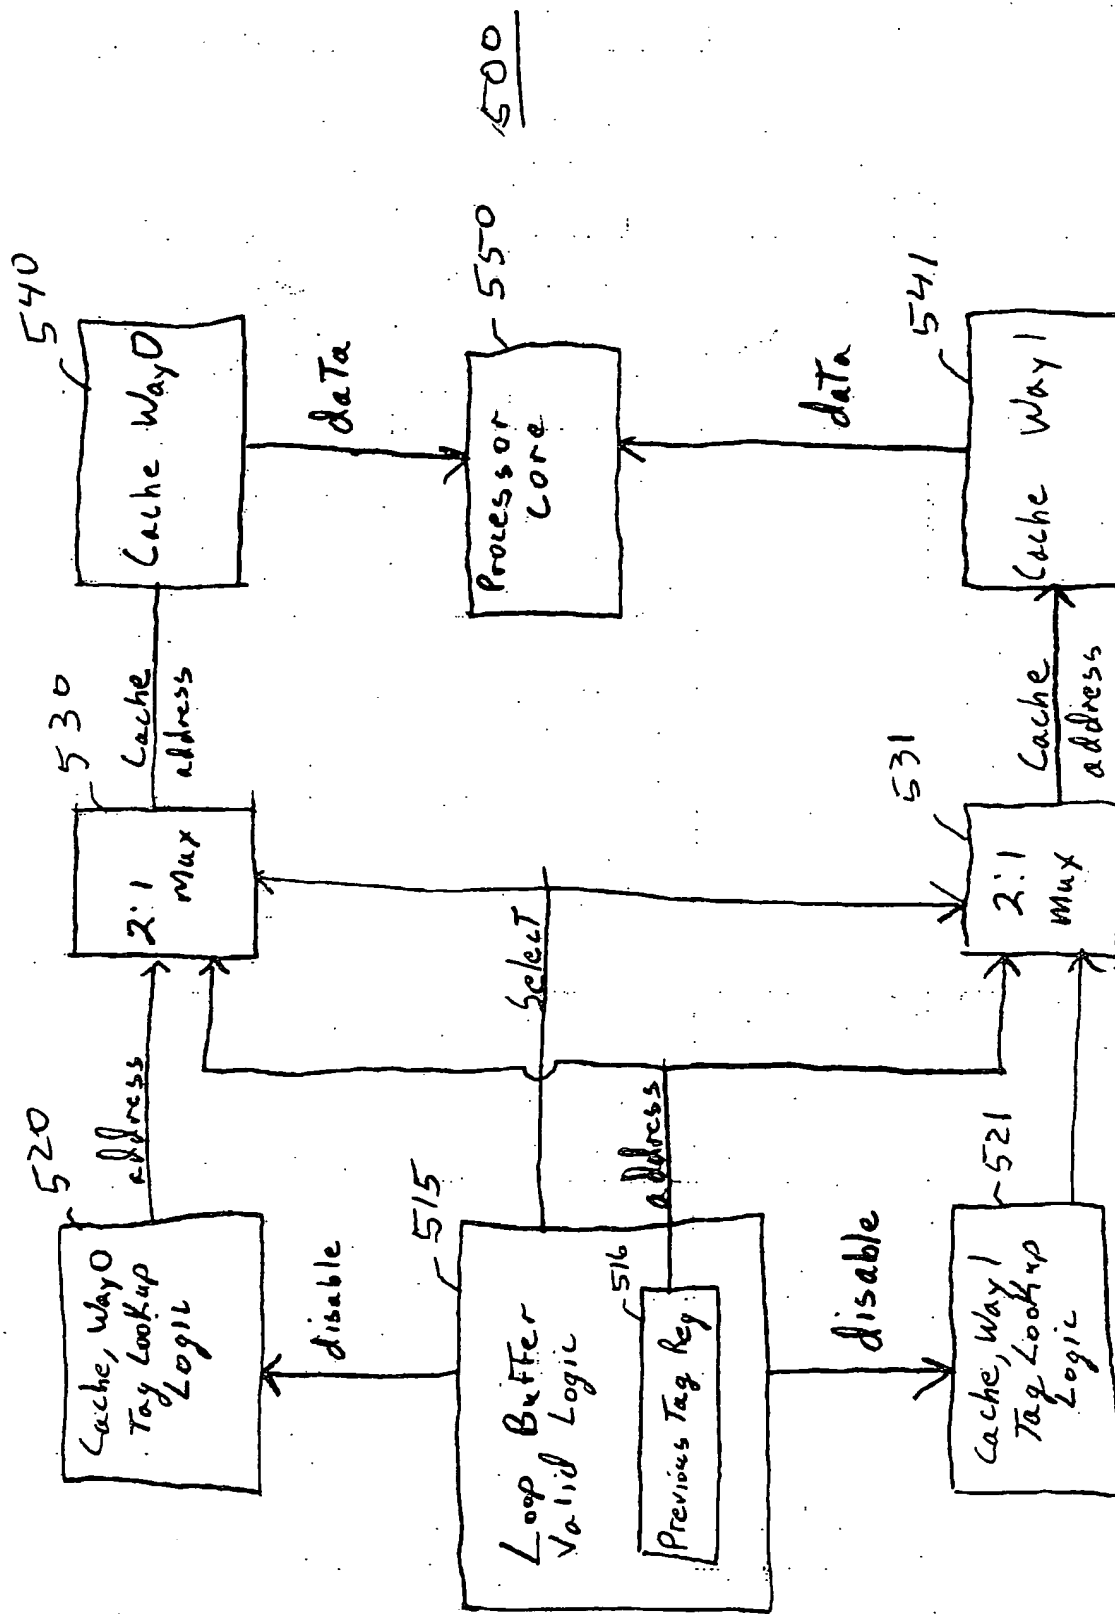 500
540
Cache Way 0
data
550
Processor
Core
data
541
Cache Way 1
530
2:1
Mux
Cache
address
Select
531
2:1
Mux
Cache
address
520
Cache, Way 0
Tag Lookup
Logic
address
disable
515
Loop Buffer
Valid Logic
516
Previous Tag Reg
address
disable
521
Cache, Way 1
Tag Lookup
Logic